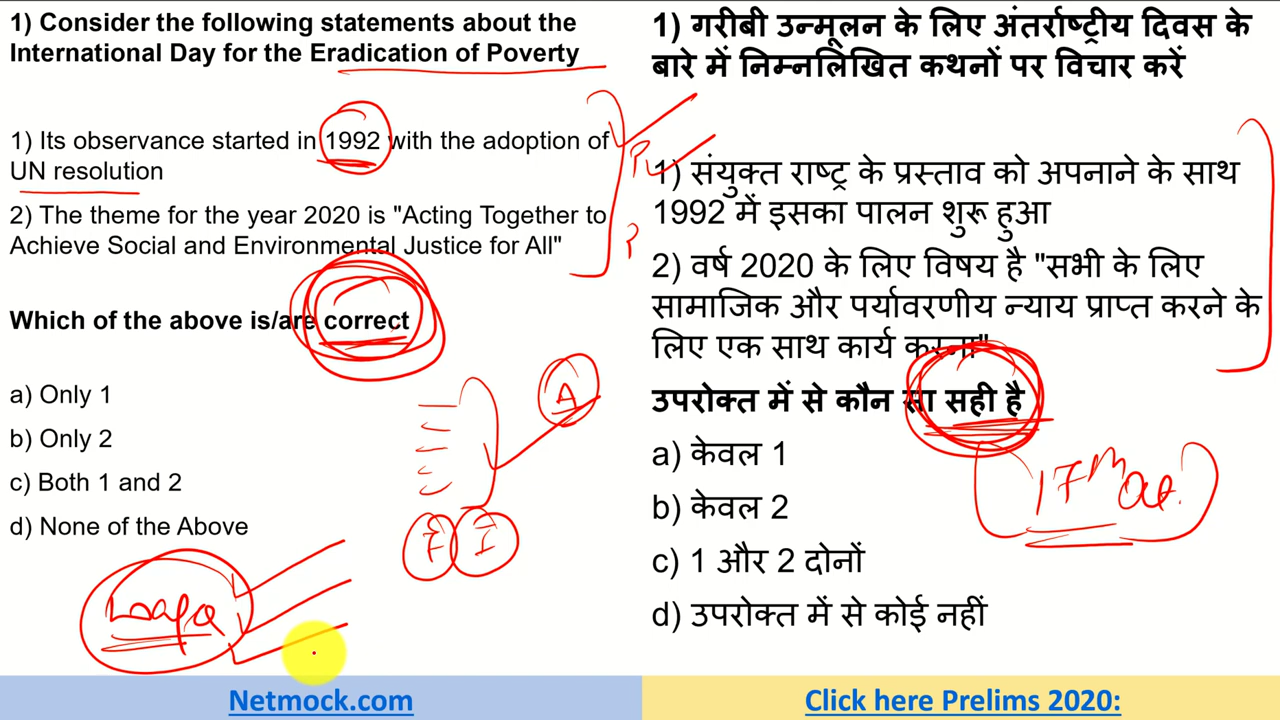 1) Consider the following statements about the
International Day for the Eradication of Poverty
1) Its observance started in 1992 with the adoption of
UN resolution
2) The theme for the year 2020 is "Acting Together to
Achieve Social and Environmental Justice for All"
Which of the above is/are correct
a) Only 1
b) Only 2
c) Both 1 and 2
d) None of the Above
A
1) गरीबी उन्मूलन के लिए अंतर्राष्ट्रीय दिवस के
बारे में निम्नलिखित कथनों पर विचार करें
1) संयुक्त राष्ट्र के प्रस्ताव को अपनाने के साथ
1992 में इसका पालन शुरू हुआ
2) वर्ष 2020 के लिए विषय है "सभी के लिए
सामाजिक और पर्यावरणीय न्याय प्राप्त करने के
लिए एक साथ कार्य करना"
उपरोक्त में से कौन सा सही है
a) केवल 1
b) केवल 2
c) 1 और 2 दोनों
d) उपरोक्त में से कोई नहीं
17th Oct.
Netmock.com
Click here Prelims 2020: